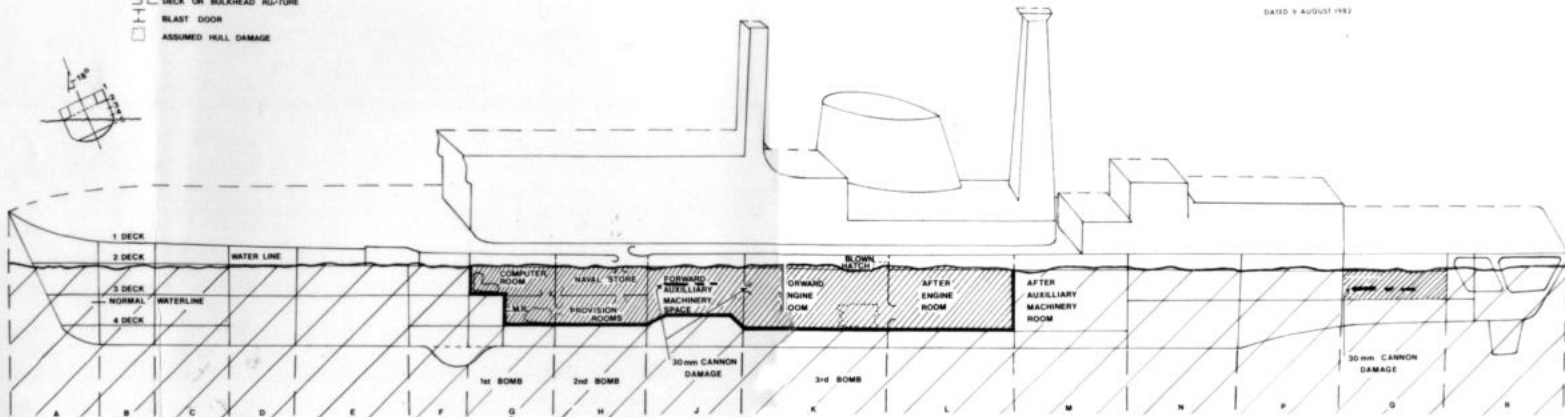 DECK OR BULKHEAD RUPTURE
BLAST DOOR
ASSUMED HULL DAMAGE
DATED 9 AUGUST 1982
18°
1 DECK
2 DECK
WATER LINE
3 DECK
NORMAL WATERLINE
4 DECK
COMPUTER
ROOM
NAVAL STORE
PROVISION
ROOMS
FORWARD
AUXILLIARY
MACHINERY
SPACE
BLOWN
HATCH
ORWARD
NGINE
OOM
AFTER
ENGINE
ROOM
AFTER
AUXILLIARY
MACHINERY
ROOM
30mm CANNON
DAMAGE
30mm CANNON
DAMAGE
1st BOMB
2nd BOMB
3rd BOMB
A B C D E F G H J K L M N P Q R